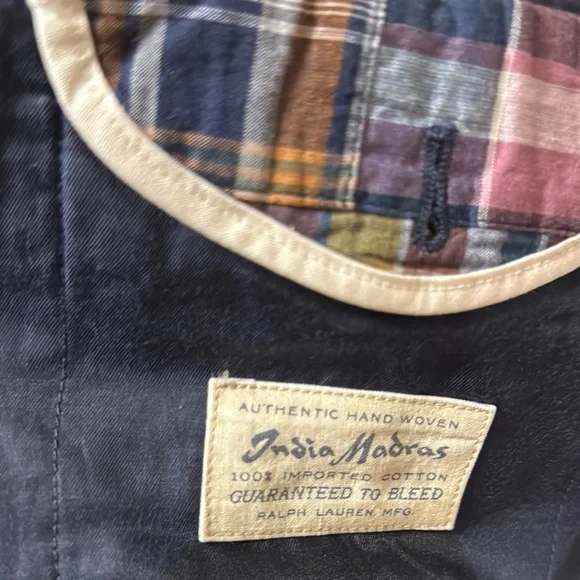 AUTHENTIC HAND WOVEN
India Madras
100% IMPORTED COTTON
GUARANTEED TO BLEED
RALPH LAUREN, MFG.